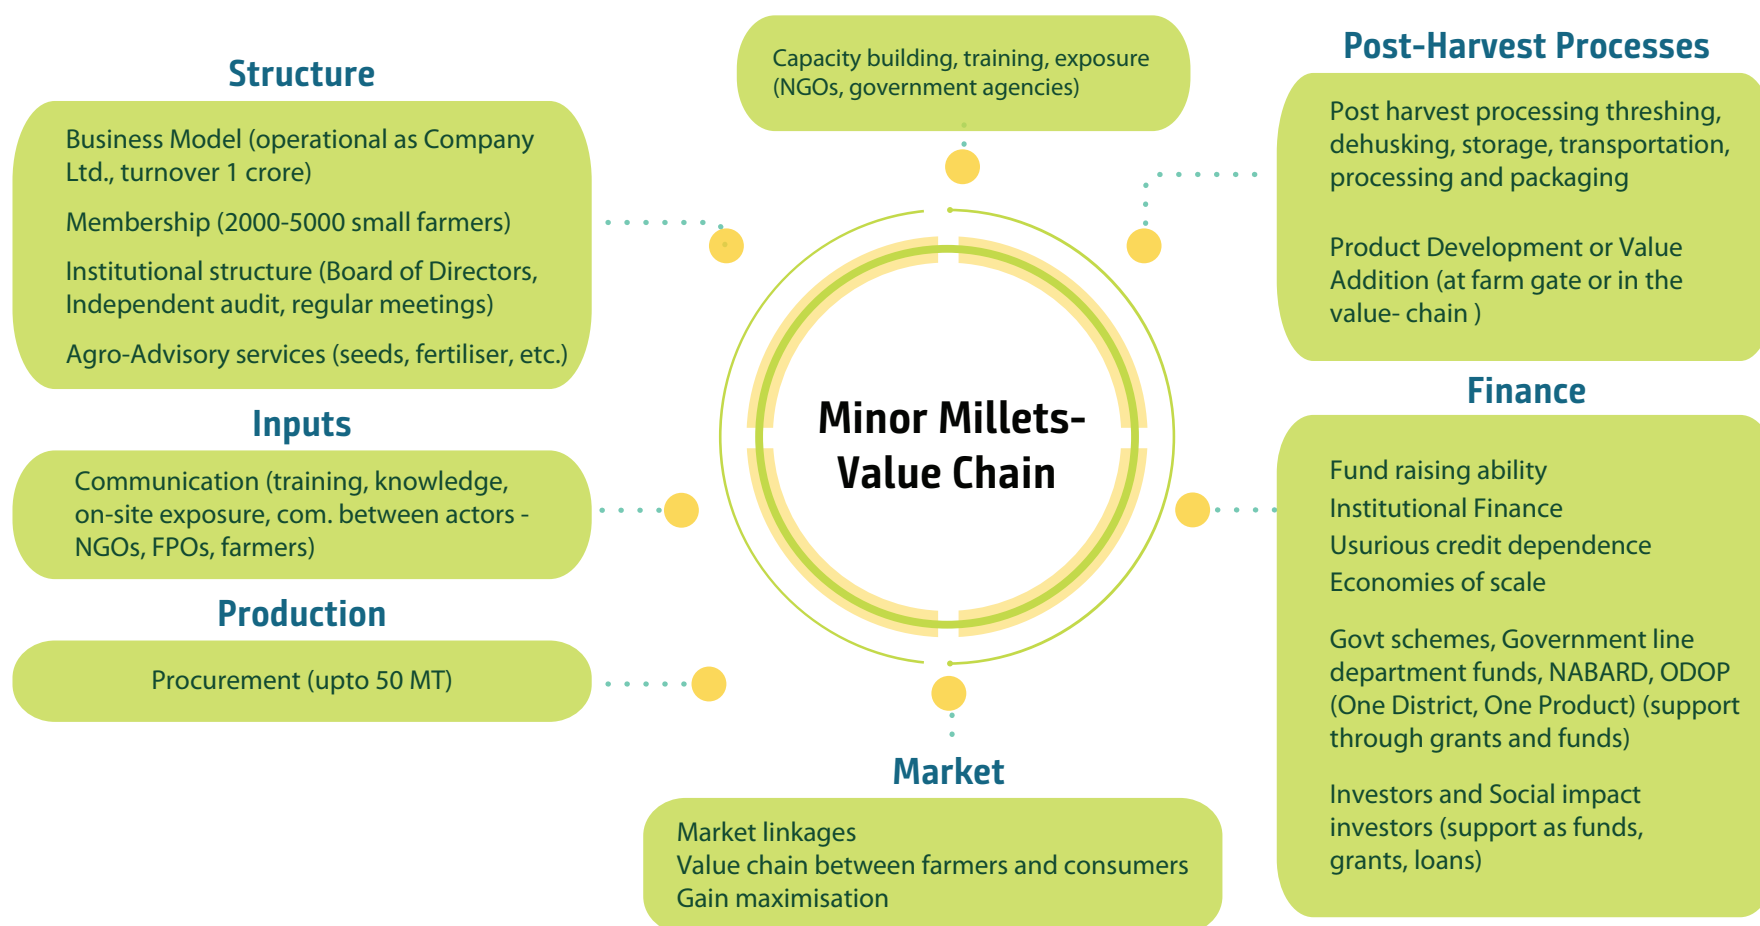 Structure
Business Model (operational as Company
Ltd., turnover 1 crore)
Membership (2000-5000 small farmers)
Institutional structure (Board of Directors,
Independent audit, regular meetings)
Agro-Advisory services (seeds, fertiliser, etc.)
Inputs
Communication (training, knowledge,
on-site exposure, com. between actors -
NGOs, FPOs, farmers)
Production
Procurement (upto 50 MT)
Capacity building, training, exposure
(NGOs, government agencies)
Minor Millets-
Value Chain
Market
Market linkages
Value chain between farmers and consumers
Gain maximisation
Post-Harvest Processes
Post harvest processing threshing,
dehusking, storage, transportation,
processing and packaging
Product Development or Value
Addition (at farm gate or in the
value- chain )
Finance
Fund raising ability
Institutional Finance
Usurious credit dependence
Economies of scale
Govt schemes, Government line
department funds, NABARD, ODOP
(One District, One Product) (support
through grants and funds)
Investors and Social impact
investors (support as funds,
grants, loans)